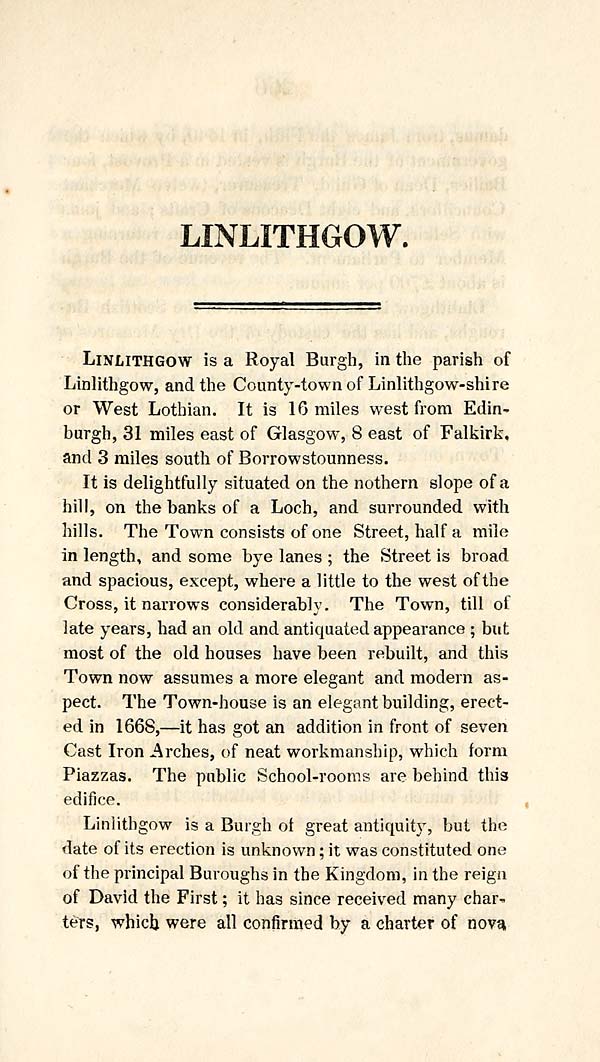 LINLITHGOW.
LINLITHGOW is a Royal Burgh, in the parish of
Linlithgow, and the County-town of Linlithgow-shire
or West Lothian. It is 16 miles west from Edin-
burgh, 31 miles east of Glasgow, 8 east of Falkirk,
and 3 miles south of Borrowstounness.
It is delightfully situated on the nothern slope of a
hill, on the banks of a Loch, and surrounded with
hills. The Town consists of one Street, half a mile
in length, and some bye lanes; the Street is broad
and spacious, except, where a little to the west of the
Cross, it narrows considerably. The Town, till of
late years, had an old and antiquated appearance; but
most of the old houses have been rebuilt, and this
Town now assumes a more elegant and modern as-
pect. The Town-house is an elegant building, erect-
ed in 1668,—it has got an addition in front of seven
Cast Iron Arches, of neat workmanship, which form
Piazzas. The public School-rooms are behind this
edifice.
Linlithgow is a Burgh of great antiquity, but the
date of its erection is unknown; it was constituted one
of the principal Buroughs in the Kingdom, in the reign
of David the First; it has since received many char-
ters, which were all confirmed by a charter of nova